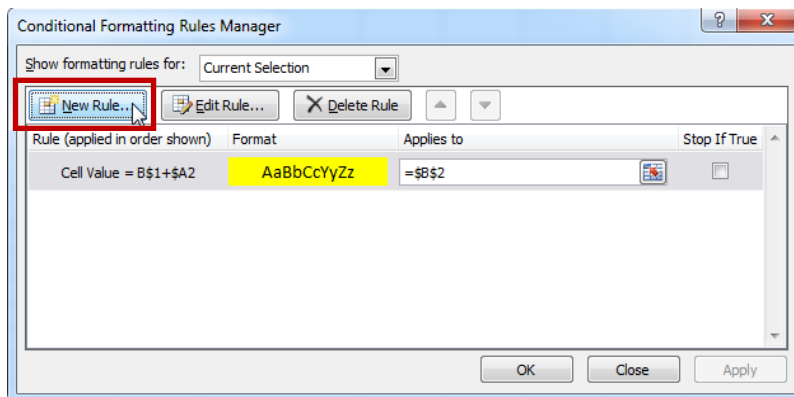 Conditional Formatting Rules Manager
Show formatting rules for: Current Selection
New Rule... Edit Rule... Delete Rule
Rule (applied in order shown) Format Applies to Stop If True
Cell Value = B$1+$A2 AaBbCcYyZz =$B$2
OK Close Apply